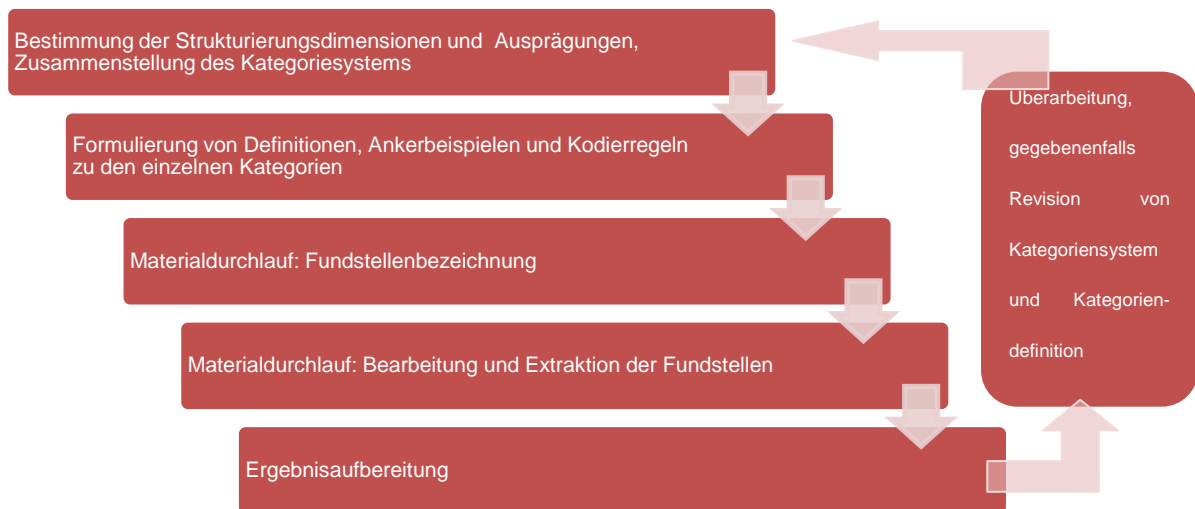 Bestimmung der Strukturierungsdimensionen und Ausprägungen,
Zusammenstellung des Kategoriesystems
Formulierung von Definitionen, Ankerbeispielen und Kodierregeln
zu den einzelnen Kategorien
Materialdurchlauf: Fundstellenbezeichnung
Materialdurchlauf: Bearbeitung und Extraktion der Fundstellen
Ergebnisaufbereitung
Überarbeitung,
gegebenenfalls
Revision von
Kategoriensystem
und Kategorien-
definition